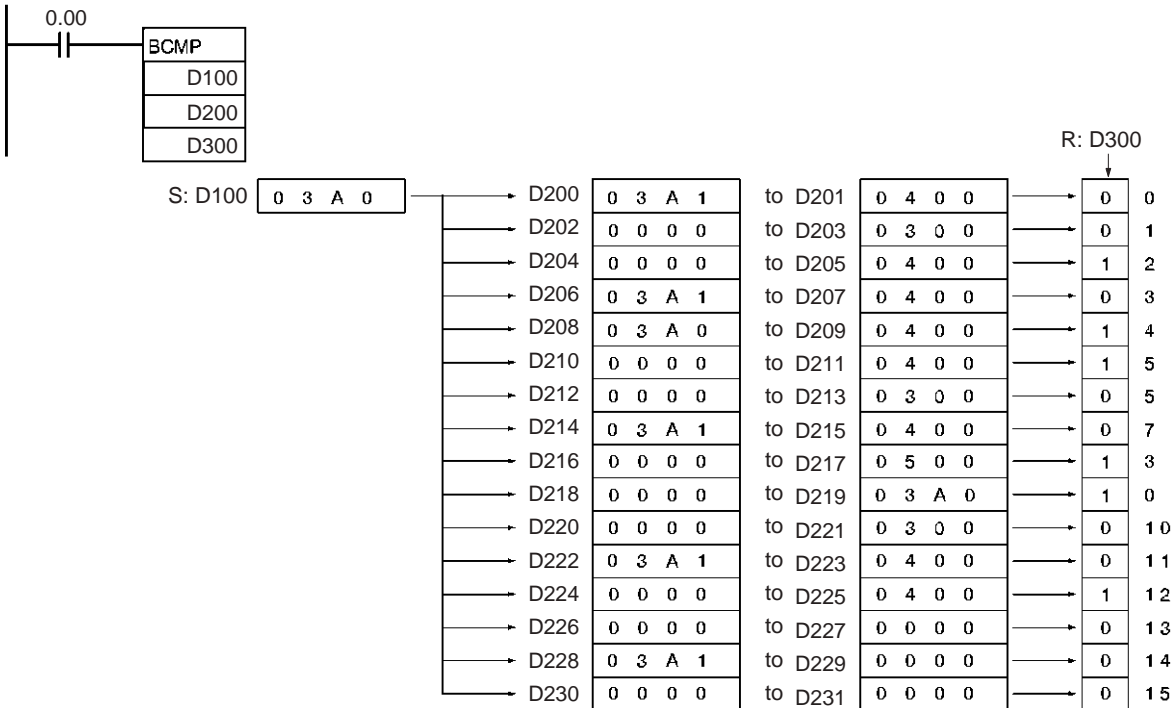 0.00
BCMP
D100
D200
D300
R: D300
S: D100 0 3 A 0 D200 0 3 A 1 to D201 0 4 0 0 0 0
D202 0 0 0 0 to D203 0 3 0 0 0 1
D204 0 0 0 0 to D205 0 4 0 0 1 2
D206 0 3 A 1 to D207 0 4 0 0 0 3
D208 0 3 A 0 to D209 0 4 0 0 1 4
D210 0 0 0 0 to D211 0 4 0 0 1 5
D212 0 0 0 0 to D213 0 3 0 0 0 5
D214 0 3 A 1 to D215 0 4 0 0 0 7
D216 0 0 0 0 to D217 0 5 0 0 1 3
D218 0 0 0 0 to D219 0 3 A 0 1 0
D220 0 0 0 0 to D221 0 3 0 0 0 10
D222 0 3 A 1 to D223 0 4 0 0 0 11
D224 0 0 0 0 to D225 0 4 0 0 1 12
D226 0 0 0 0 to D227 0 0 0 0 0 13
D228 0 3 A 1 to D229 0 0 0 0 0 14
D230 0 0 0 0 to D231 0 0 0 0 0 15